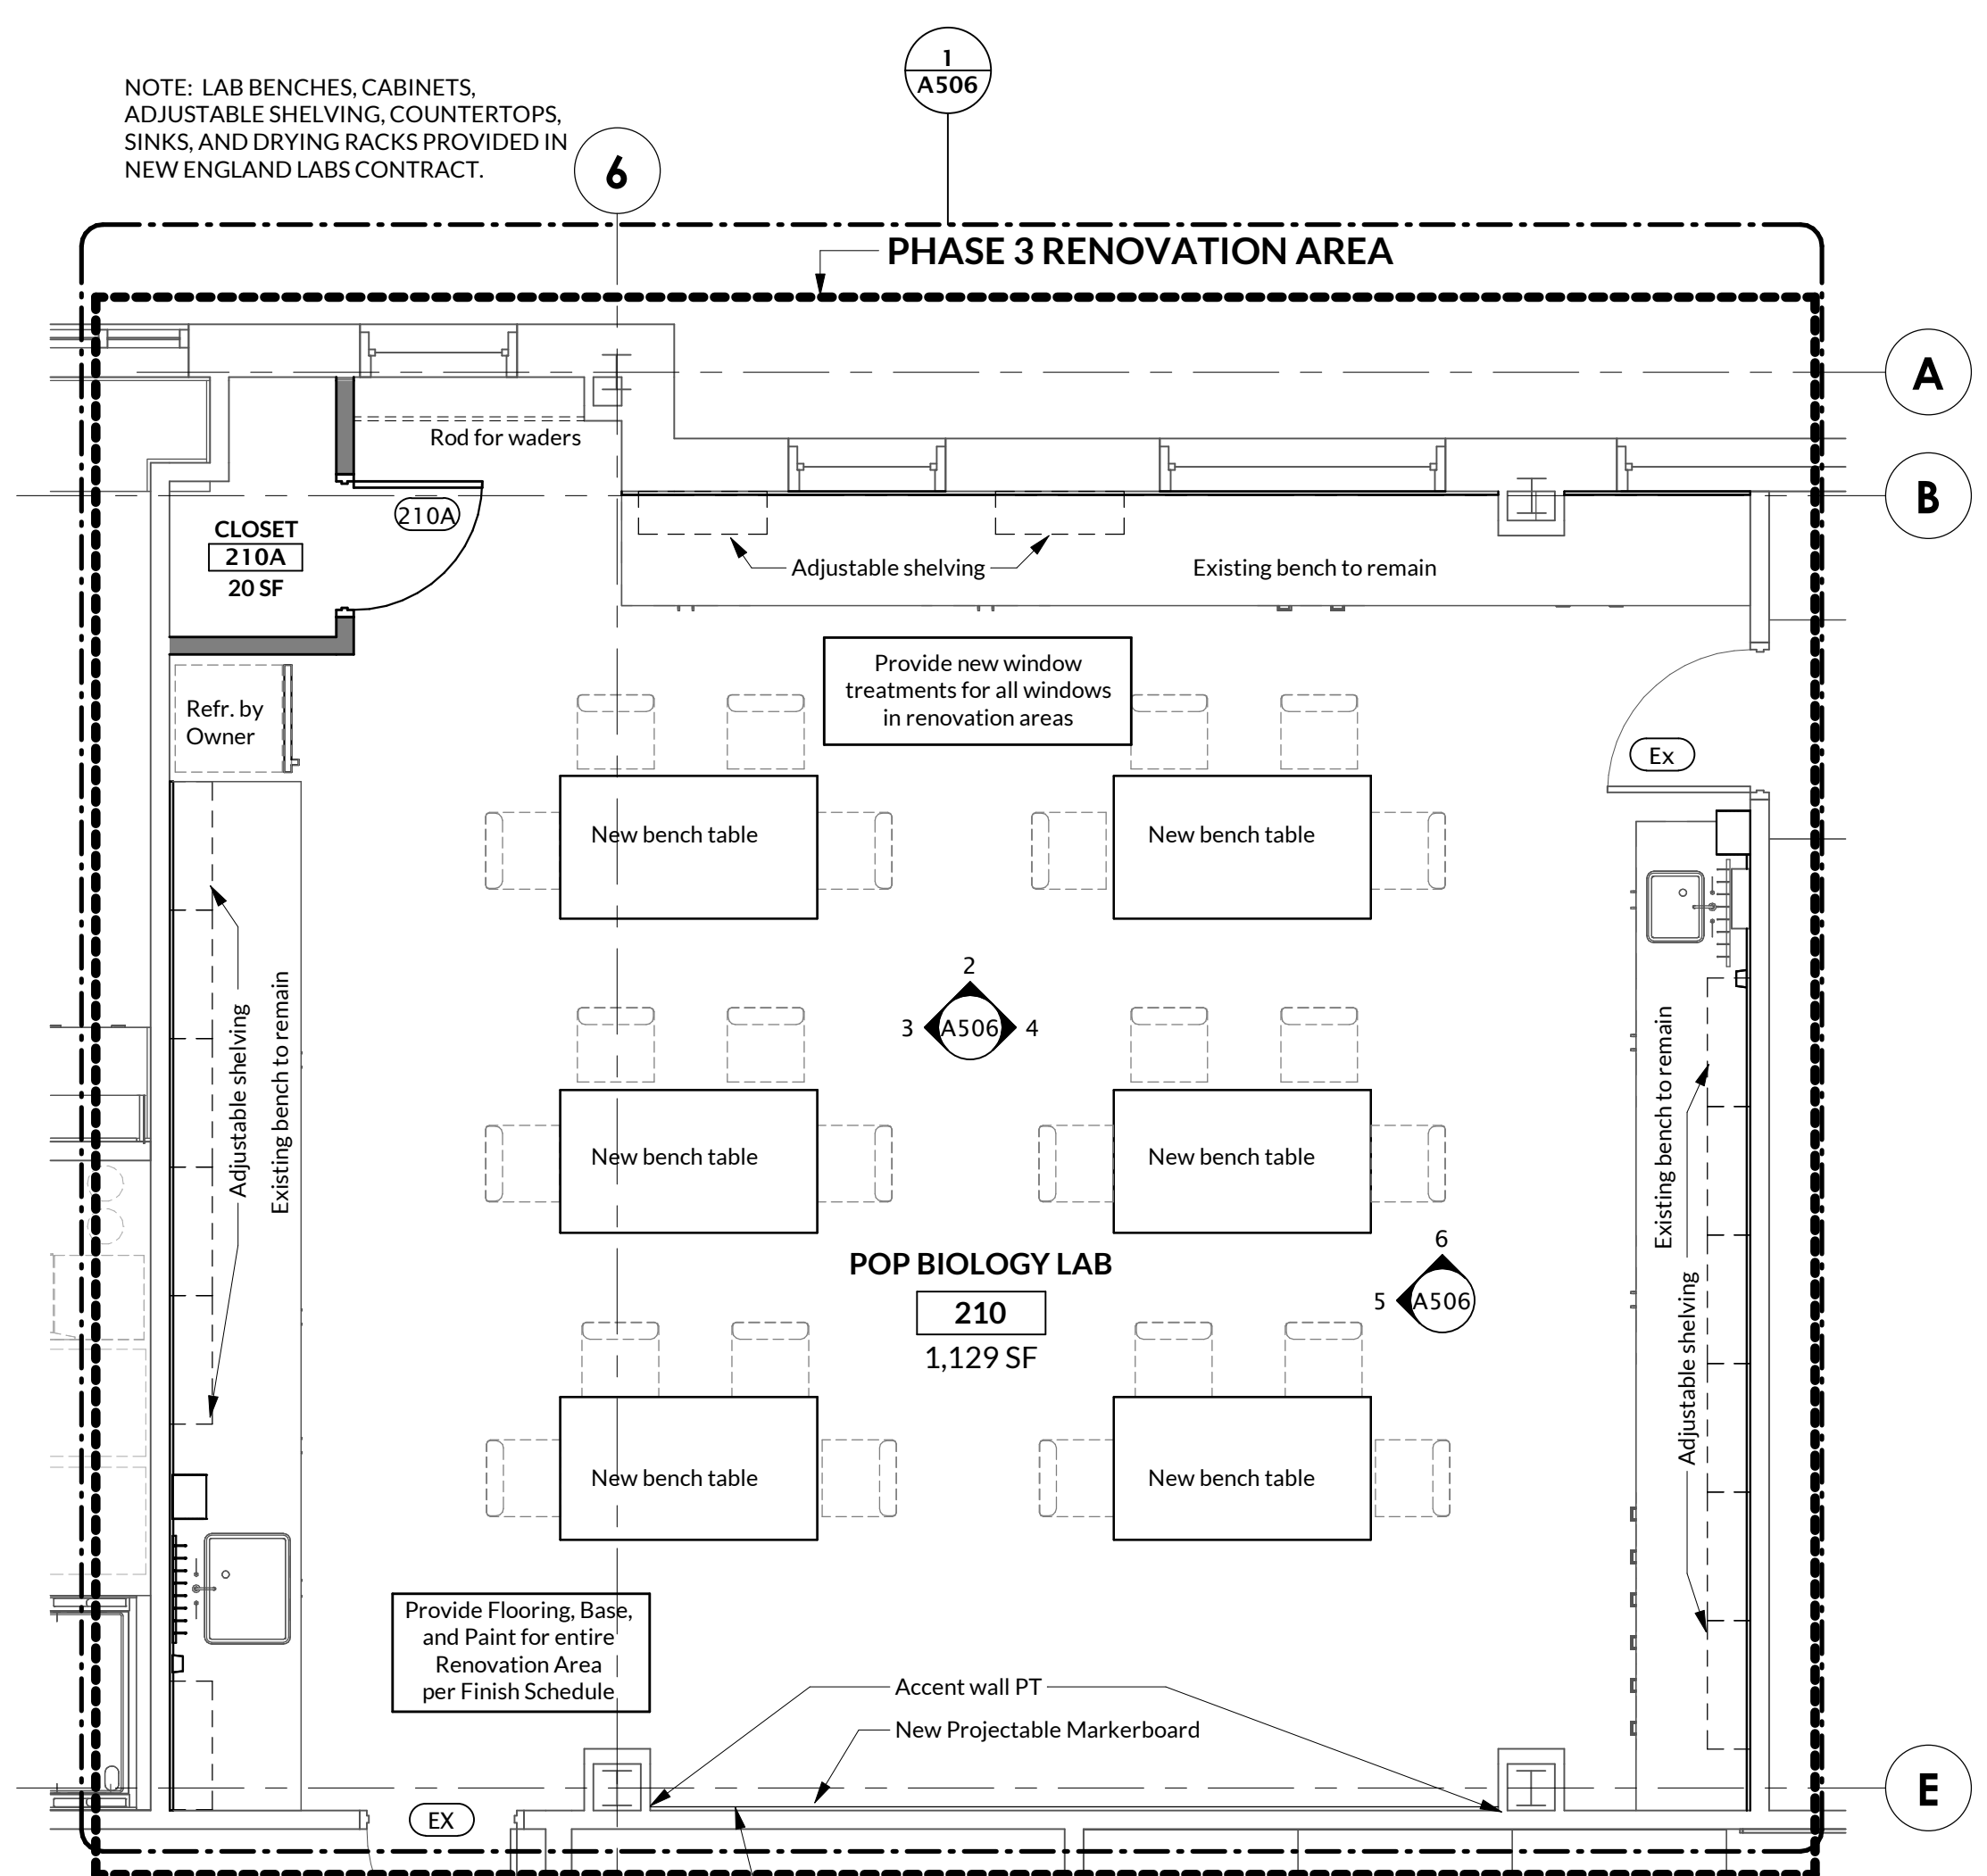 1
A506
NOTE: LAB BENCHES, CABINETS,
ADJUSTABLE SHELVING, COUNTERTOPS,
SINKS, AND DRYING RACKS PROVIDED IN
NEW ENGLAND LABS CONTRACT.
6
PHASE 3 RENOVATION AREA
A
Rod for waders
B
210A
CLOSET
210A
20 SF
Adjustable shelving
Existing bench to remain
Provide new window
treatments for all windows
in renovation areas
Refr. by
Owner
Ex
New bench table
New bench table
2
3
A506
4
Adjustable shelving
Existing bench to remain
Existing bench to remain
Adjustable shelving
New bench table
New bench table
6
5
A506
POP BIOLOGY LAB
210
1,129 SF
New bench table
New bench table
Provide Flooring, Base,
and Paint for entire
Renovation Area
per Finish Schedule
Accent wall PT
New Projectable Markerboard
E
EX